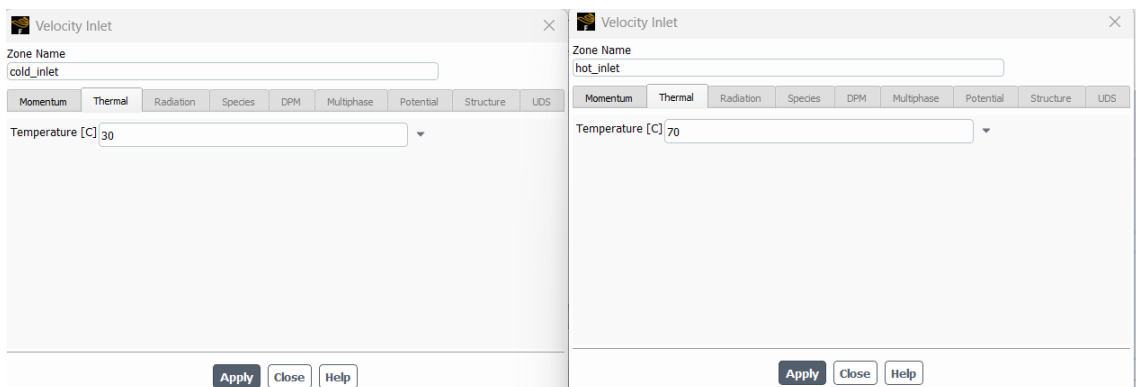 Velocity Inlet
Zone Name
cold_inlet
Momentum Thermal Radiation Species DPM Multiphase Potential Structure UDS
Temperature [C] 30
Apply Close Help
Velocity Inlet
Zone Name
hot_inlet
Momentum Thermal Radiation Species DPM Multiphase Potential Structure UDS
Temperature [C] 70
Apply Close Help